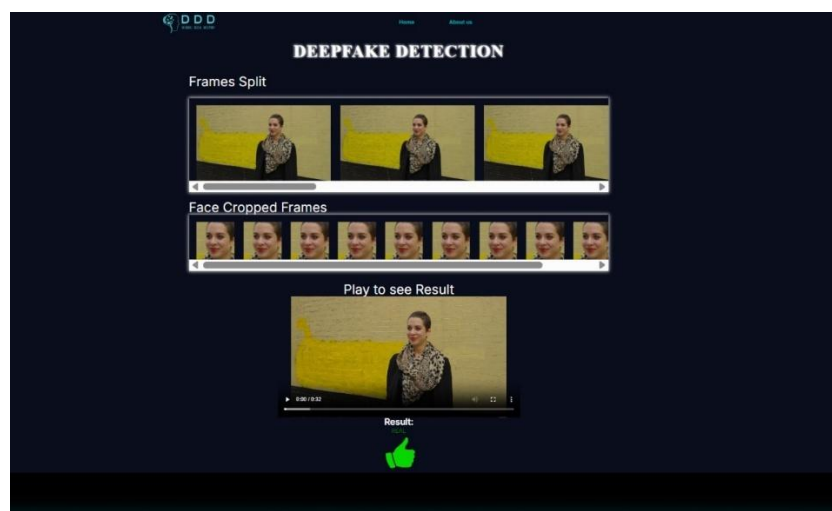 DDD
Home About us
DEEPFAKE DETECTION
Frames Split
Face Cropped Frames
Play to see Result
0:00 / 0:32
Result:
REAL